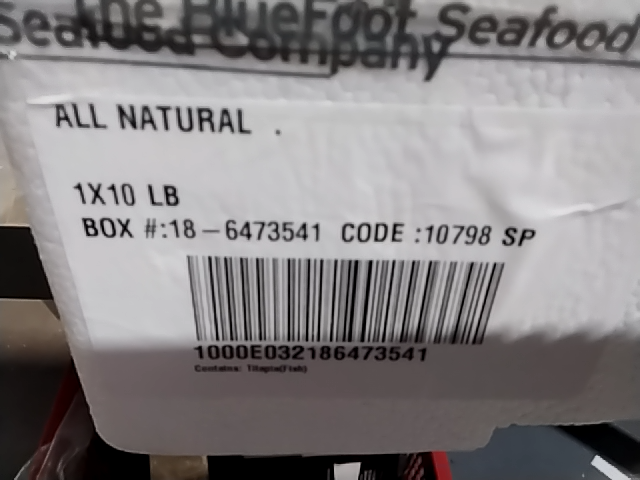 The BlueFoot Seafood
Seafood Company
ALL NATURAL .
1X10 LB
BOX #:18-6473541 CODE :10798 SP
1000E032186473541
Contains: Tilapia(Fish)